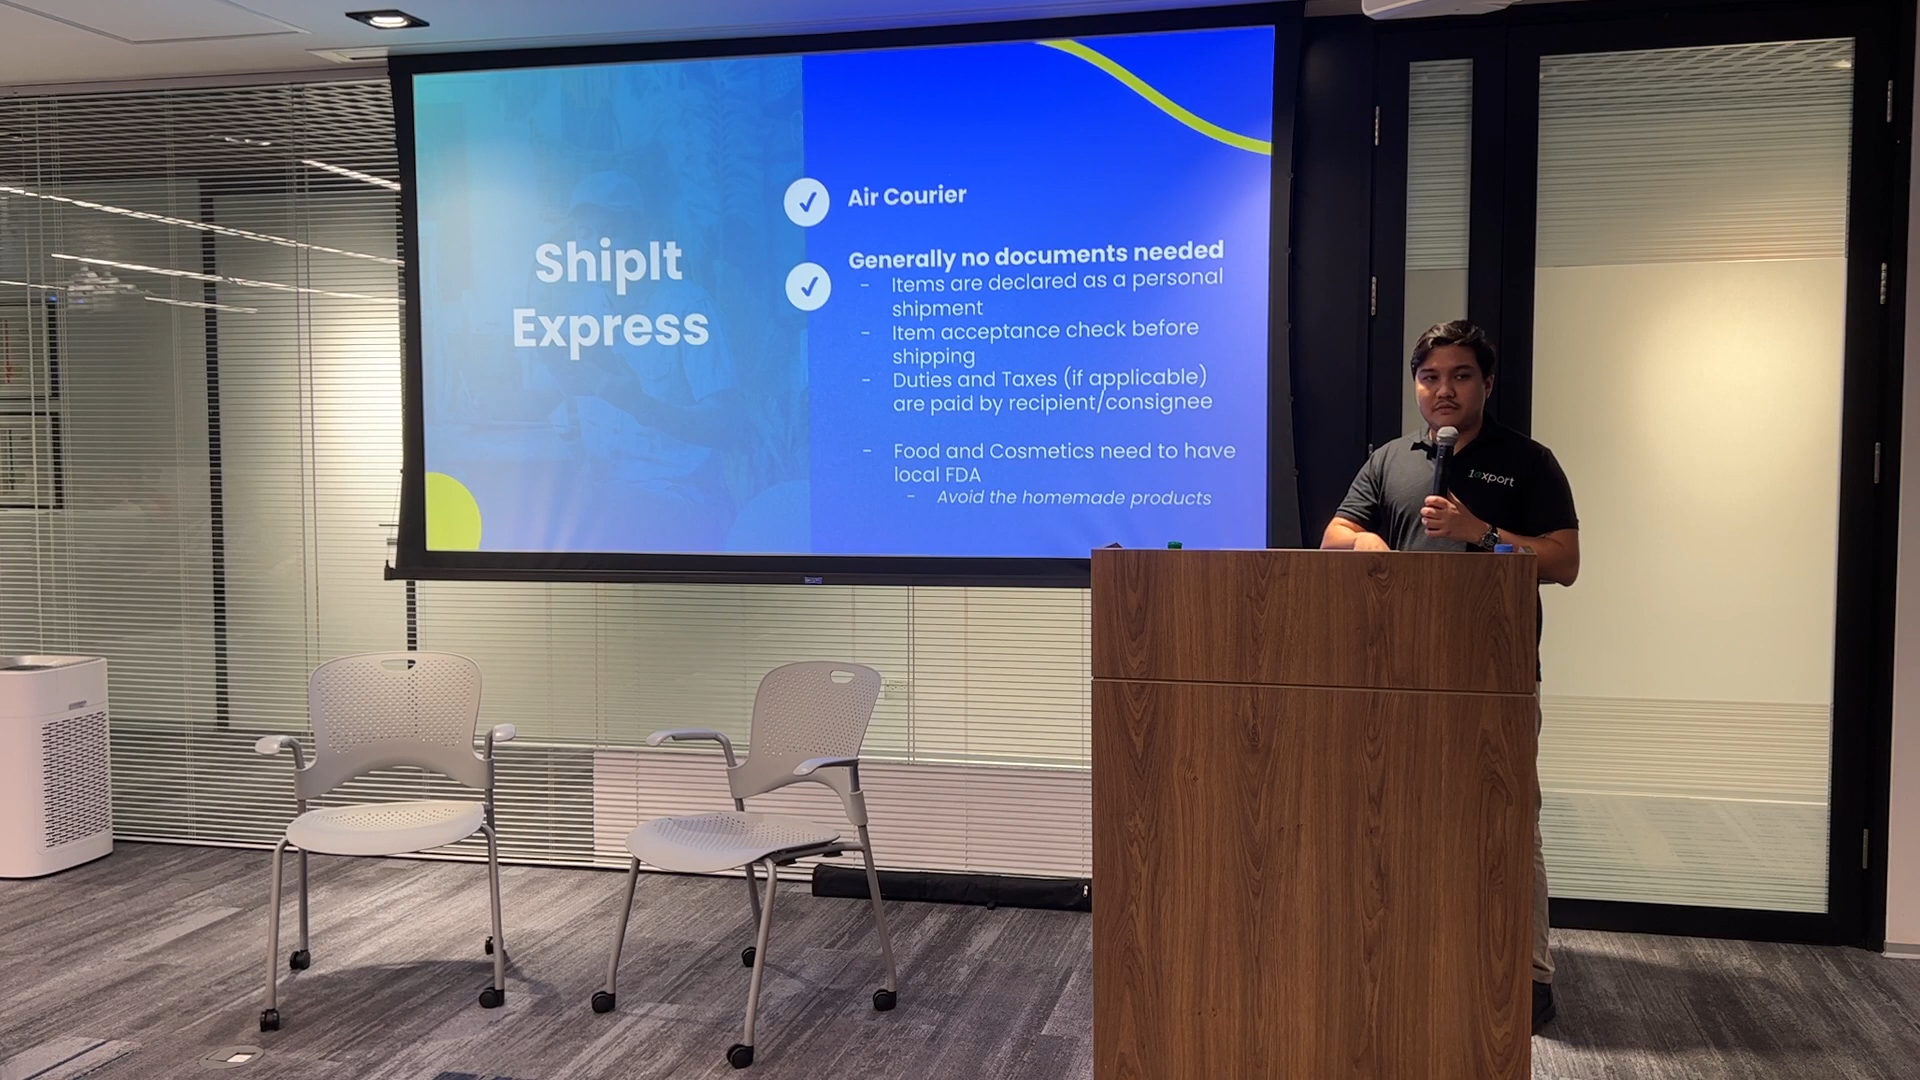 ShipIt
Express
Air Courier
Generally no documents needed
- Items are declared as a personal
shipment
- Item acceptance check before
shipping
- Duties and Taxes (if applicable)
are paid by recipient/consignee
- Food and Cosmetics need to have
local FDA
- Avoid the homemade products
1export